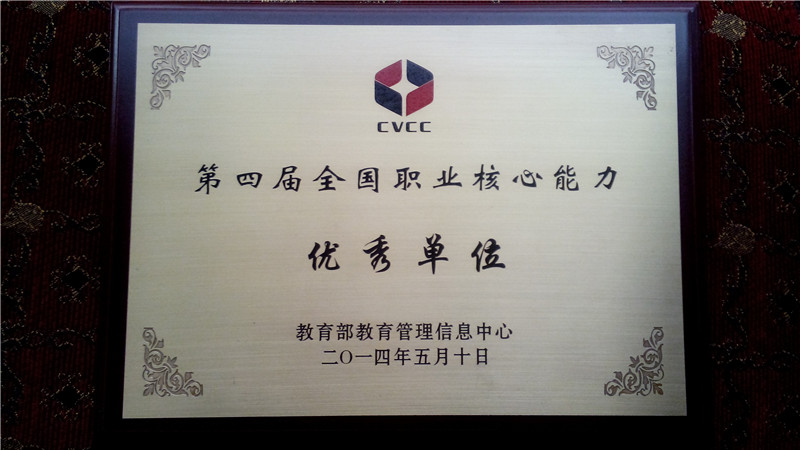 CVCC
第四届全国职业核心能力
优秀单位
教育部教育管理信息中心
二〇一四年五月十日